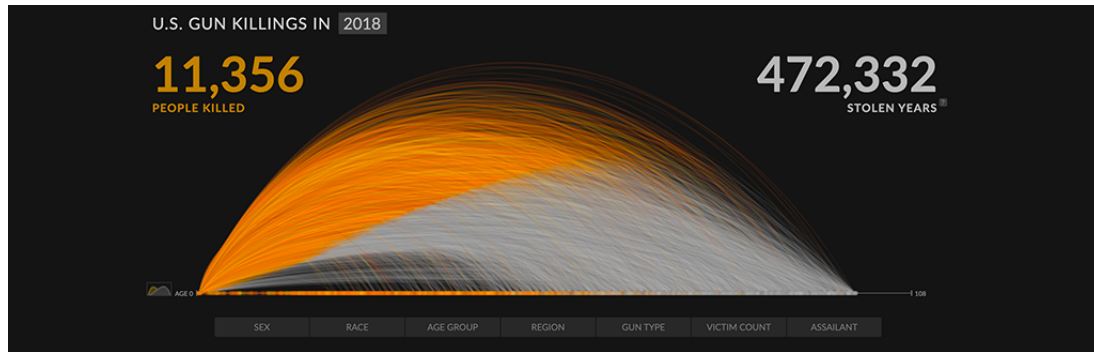 U.S. GUN KILLINGS IN 2018
11,356
PEOPLE KILLED
472,332
STOLEN YEARS ?
AGE 0
108
SEX RACE AGE GROUP REGION GUN TYPE VICTIM COUNT ASSAILANT